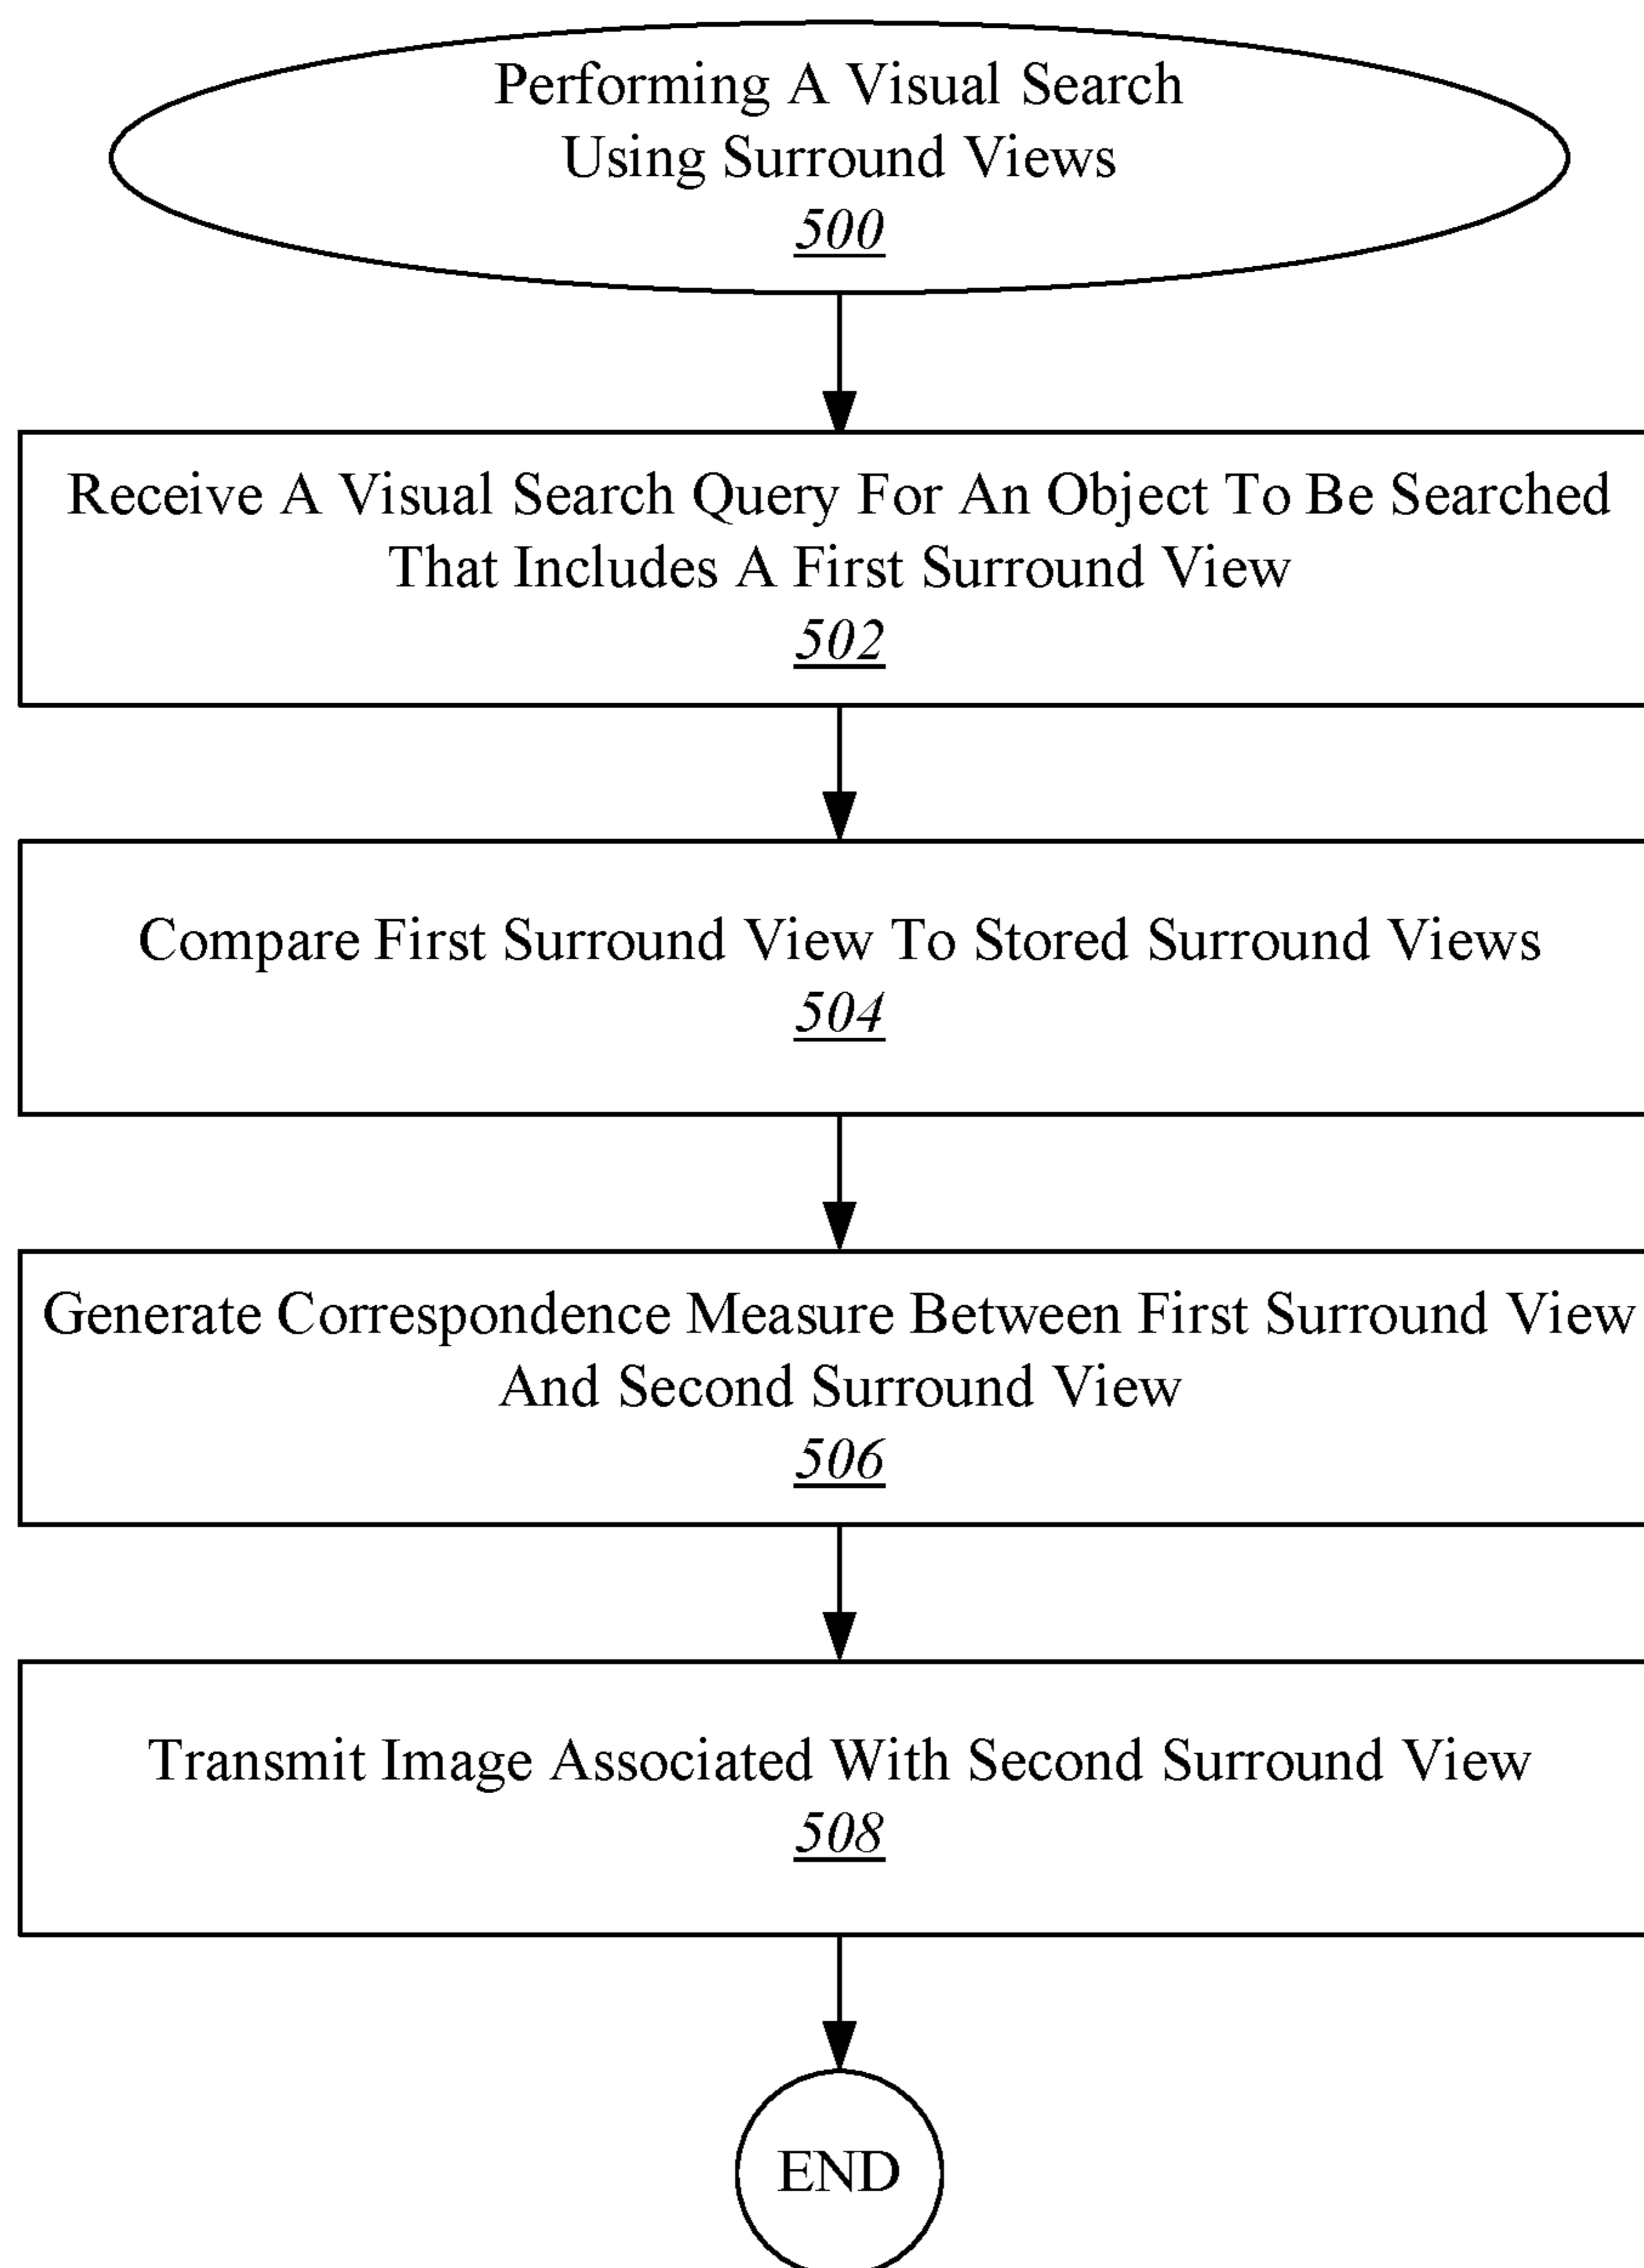 Performing A Visual Search
Using Surround Views
500
Receive A Visual Search Query For An Object To Be Searched
That Includes A First Surround View
502
Compare First Surround View To Stored Surround Views
504
Generate Correspondence Measure Between First Surround View
And Second Surround View
506
Transmit Image Associated With Second Surround View
508
END